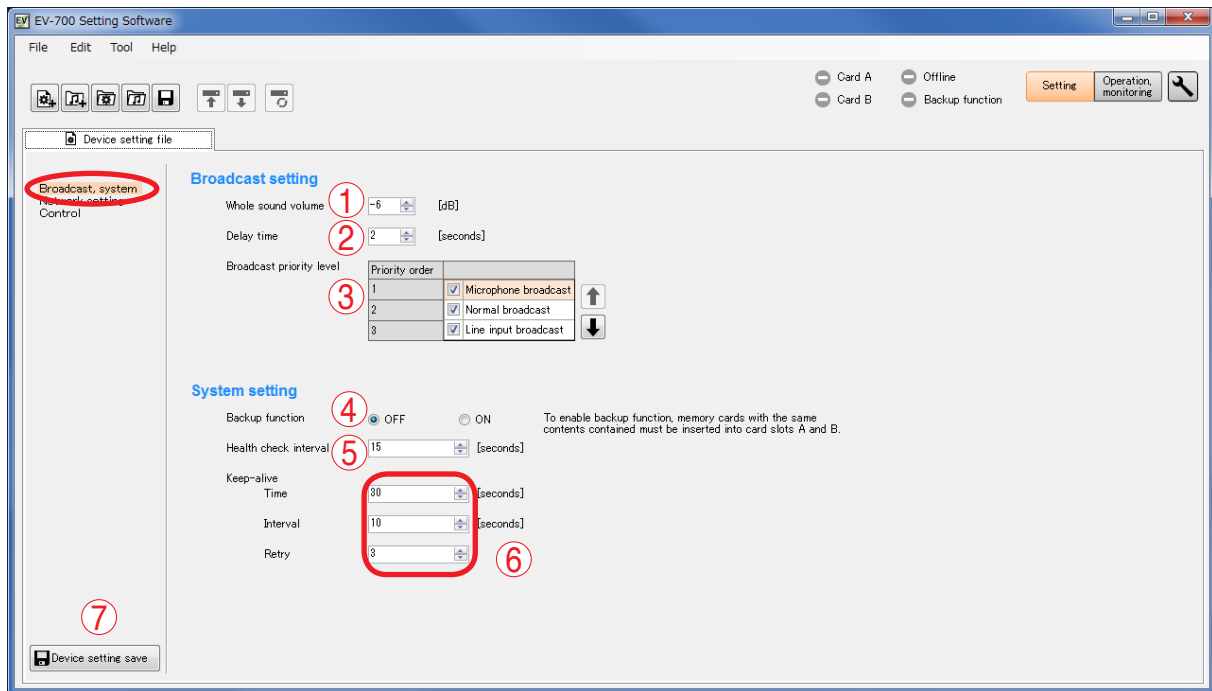 EV EV-700 Setting Software
File Edit Tool Help
Card A Offline
Card B Backup function
Setting
Operation,
monitoring
Device setting file
Broadcast, system
Network setting
Control
Broadcast setting
Whole sound volume ① -6 [dB]
Delay time ② 2 [seconds]
Broadcast priority level ③
Priority order
1 Microphone broadcast
2 Normal broadcast
3 Line input broadcast
System setting
Backup function ④ OFF ON
To enable backup function, memory cards with the same
contents contained must be inserted into card slots A and B.
Health check interval ⑤ 15 [seconds]
Keep-alive
Time 30 [seconds]
Interval 10 [seconds]
Retry 3 ⑥
⑦
Device setting save